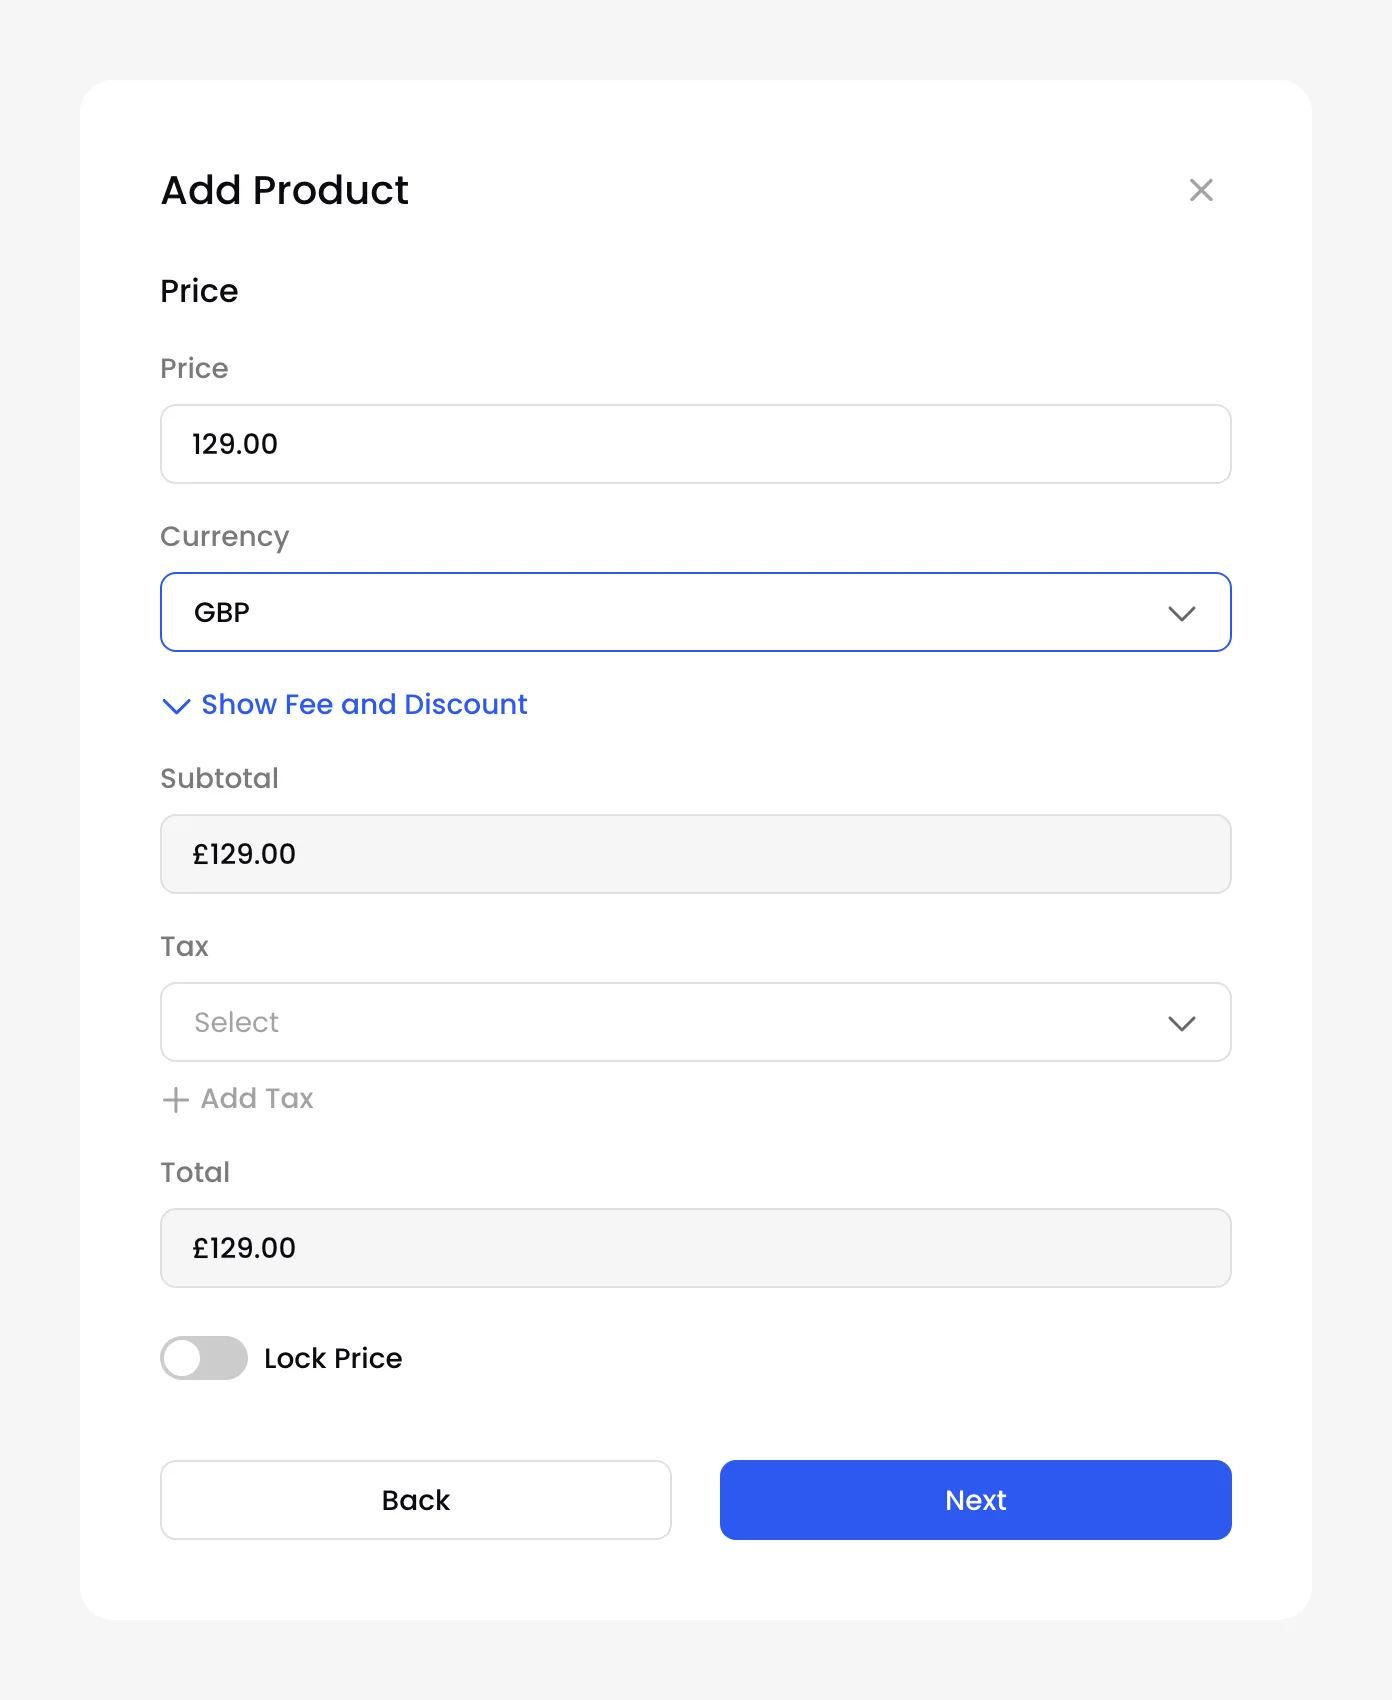 Add Product
Price
Price
129.00
Currency
GBP
Show Fee and Discount
Subtotal
£129.00
Tax
Select
Add Tax
Total
£129.00
Lock Price
Back
Next